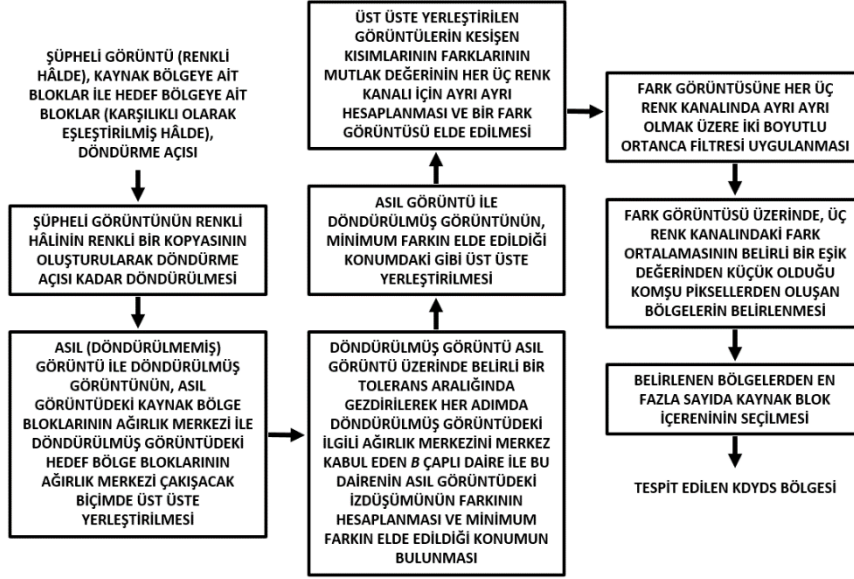 ŞÜPHELİ GÖRÜNTÜ (RENKLİ
HÂLDE), KAYNAK BÖLGEYE AİT
BLOKLAR İLE HEDEF BÖLGEYE AİT
BLOKLAR (KARŞILIKLI OLARAK
EŞLEŞTİRİLMİŞ HÂLDE),
DÖNDÜRME AÇISI
ŞÜPHELİ GÖRÜNTÜNÜN RENKLİ
HÂLİNİN RENKLİ BİR KOPYASININ
OLUŞTURULARAK DÖNDÜRME
AÇISI KADAR DÖNDÜRÜLMESİ
ASIL (DÖNDÜRÜLMEMİŞ)
GÖRÜNTÜ İLE DÖNDÜRÜLMÜŞ
GÖRÜNTÜNÜN, ASIL
GÖRÜNTÜDEKİ KAYNAK BÖLGE
BLOKLARININ AĞIRLIK MERKEZİ İLE
DÖNDÜRÜLMÜŞ GÖRÜNTÜDEKİ
HEDEF BÖLGE BLOKLARININ
AĞIRLIK MERKEZİ ÇAKIŞACAK
BİÇİMDE ÜST ÜSTE
YERLEŞTİRİLMESİ
DÖNDÜRÜLMÜŞ GÖRÜNTÜ ASIL
GÖRÜNTÜ ÜZERİNDE BELİRLİ BİR
TOLERANS ARALIĞINDA
GEZDİRİLEREK HER ADIMDA
DÖNDÜRÜLMÜŞ GÖRÜNTÜDEKİ
İLGİLİ AĞIRLIK MERKEZİNİ MERKEZ
KABUL EDEN B ÇAPLI DAİRE İLE BU
DAİRENİN ASIL GÖRÜNTÜDEKİ
İZDÜŞÜMÜNÜN FARKININ
HESAPLANMASI VE MİNİMUM
FARKIN ELDE EDİLDİĞİ KONUMUN
BULUNMASI
ASIL GÖRÜNTÜ İLE
DÖNDÜRÜLMÜŞ GÖRÜNTÜNÜN,
MİNİMUM FARKIN ELDE EDİLDİĞİ
KONUMDAKİ GİBİ ÜST ÜSTE
YERLEŞTİRİLMESİ
ÜST ÜSTE YERLEŞTİRİLEN
GÖRÜNTÜLERİN KESİŞEN
KISIMLARININ FARKLARININ
MUTLAK DEĞERİNİN HER ÜÇ RENK
KANALI İÇİN AYRI AYRI
HESAPLANMASI VE BİR FARK
GÖRÜNTÜSÜ ELDE EDİLMESİ
FARK GÖRÜNTÜSÜNE HER ÜÇ
RENK KANALINDA AYRI AYRI
OLMAK ÜZERE İKİ BOYUTLU
ORTANCA FİLTRESİ UYGULANMASI
FARK GÖRÜNTÜSÜ ÜZERİNDE, ÜÇ
RENK KANALINDAKİ FARK
ORTALAMASININ BELİRLİ BİR EŞİK
DEĞERİNDEN KÜÇÜK OLDUĞU
KOMŞU PİKSELLERDEN OLUŞAN
BÖLGELERİN BELİRLENMESİ
BELİRLENEN BÖLGELERDEN EN
FAZLA SAYIDA KAYNAK BLOK
İÇERENİNİN SEÇİLMESİ
TESPİT EDİLEN KDYDS BÖLGESİ